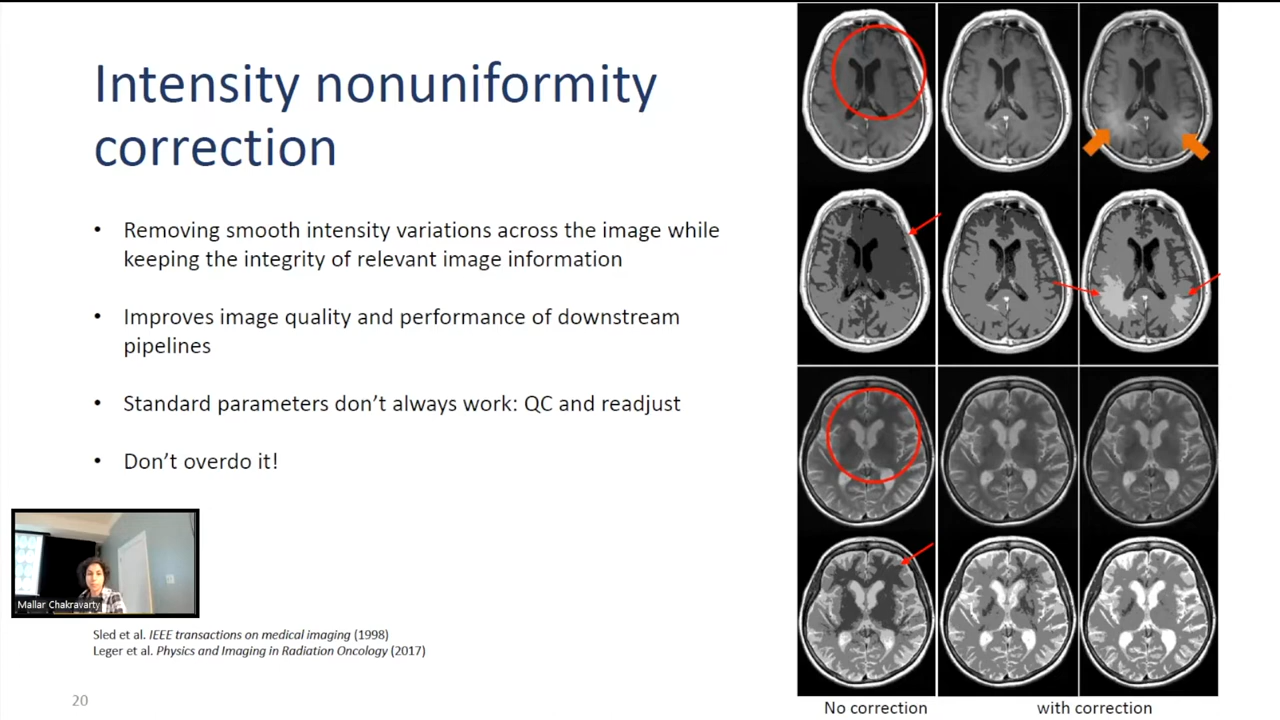 Intensity nonuniformity
correction
• Removing smooth intensity variations across the image while
keeping the integrity of relevant image information
• Improves image quality and performance of downstream
pipelines
• Standard parameters don’t always work: QC and readjust
• Don’t overdo it!
Mallar Chakravarty
Sled et al. IEEE transactions on medical imaging (1998)
Leger et al. Physics and Imaging in Radiation Oncology (2017)
20
No correction
with correction